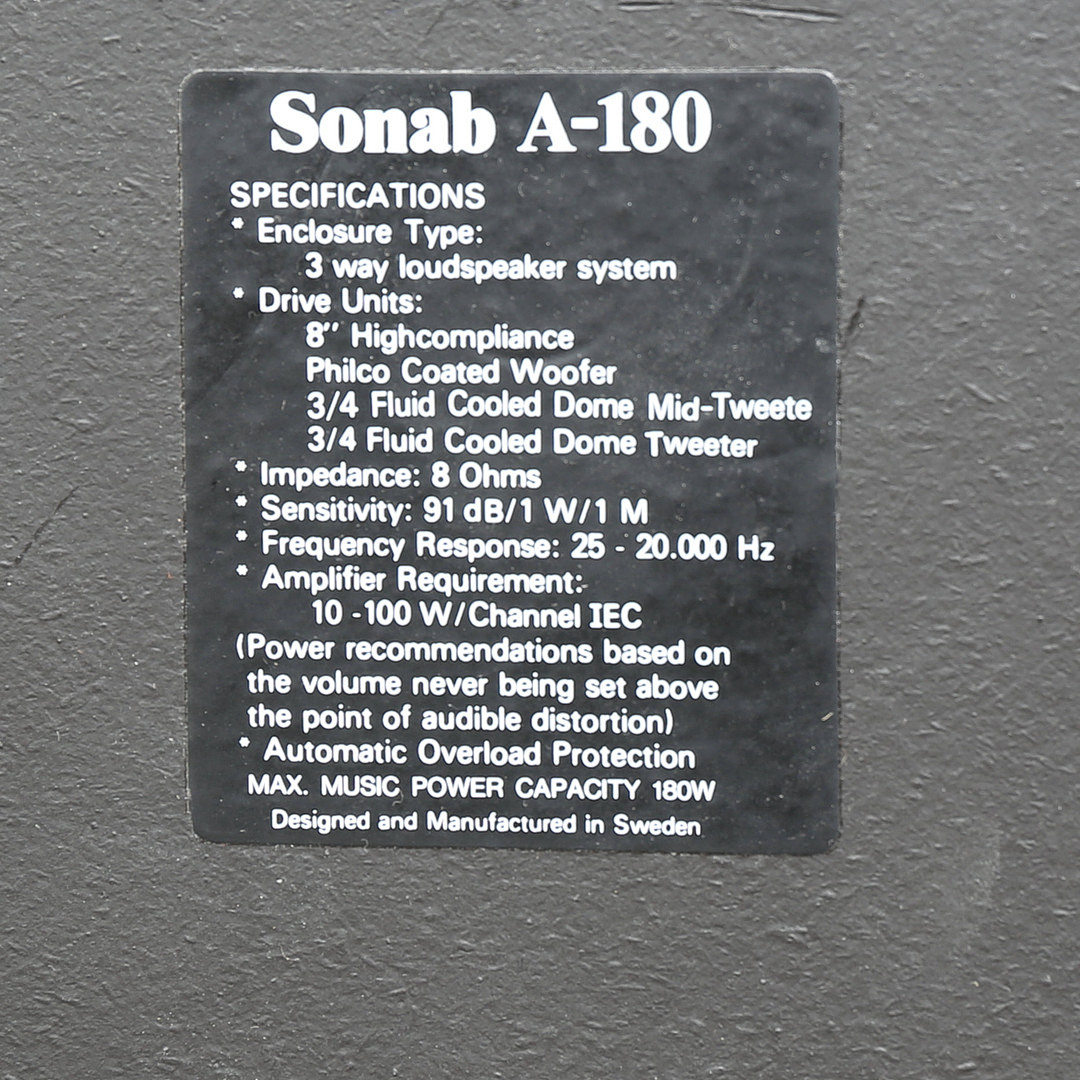 Sonab A-180
SPECIFICATIONS
* Enclosure Type:
3 way loudspeaker system
* Drive Units:
8" Highcompliance
Philco Coated Woofer
3/4 Fluid Cooled Dome Mid-Tweete
3/4 Fluid Cooled Dome Tweeter
* Impedance: 8 Ohms
* Sensitivity: 91 dB/1 W/1 M
* Frequency Response: 25 - 20.000 Hz
* Amplifier Requirement:
10 -100 W/Channel IEC
(Power recommendations based on
the volume never being set above
the point of audible distortion)
* Automatic Overload Protection
MAX. MUSIC POWER CAPACITY 180W
Designed and Manufactured in Sweden